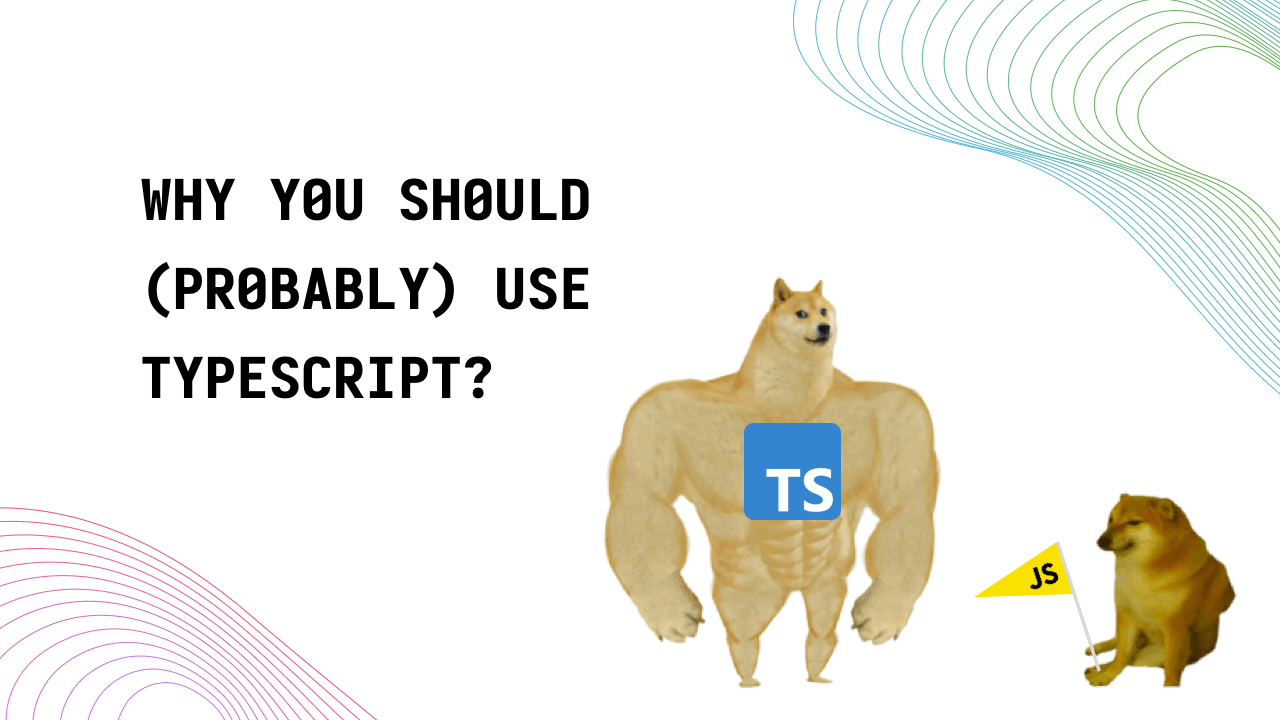 WHY YOU SHOULD
(PROBABLY) USE
TYPESCRIPT?
TS
JS